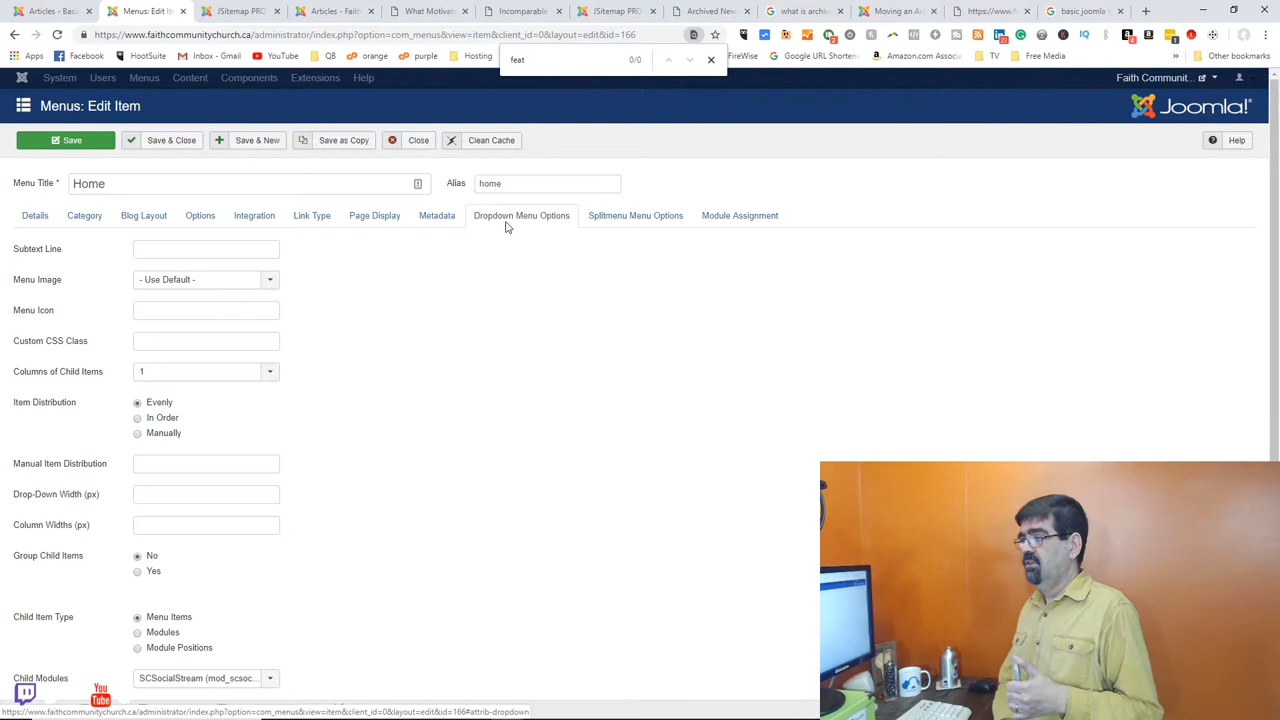 Articles - Basic
Menus: Edit It
JSitemap PRO
Articles - Faith
What Motivat
Incomparable
JSitemap PRO
Archived New
what is archiv
Moving an Ar
https://www.f
basic joomla t
https://www.faithcommunitychurch.ca/administrator/index.php?option=com_menus&view=item&client_id=0&layout=edit&id=166
Apps Facebook HootSuite YouTube Inbox - Gmail QB orange purple Hosting FireWire Google URL Shortene Amazon.com Associ TV Free Media Other bookmarks
feat 0/0
System Users Menus Content Components Extensions Help Faith Communit...
Menus: Edit Item Joomla!
Save Save & Close Save & New Save as Copy Close Clean Cache Help
Menu Title * Home Alias home
Details Category Blog Layout Options Integration Link Type Page Display Metadata Dropdown Menu Options Splitmenu Menu Options Module Assignment
Subtext Line
Menu Image - Use Default -
Menu Icon
Custom CSS Class
Columns of Child Items 1
Item Distribution Evenly
In Order
Manually
Manual Item Distribution
Drop-Down Width (px)
Column Widths (px)
Group Child Items No
Yes
Child Item Type Menu Items
Modules
Module Positions
Child Modules SCSocialStream (mod_scsoc...
You
Tube
https://www.faithcommunitychurch.ca/administrator/index.php?option=com_menus&view=item&client_id=0&layout=edit&id=166#attrib-dropdown